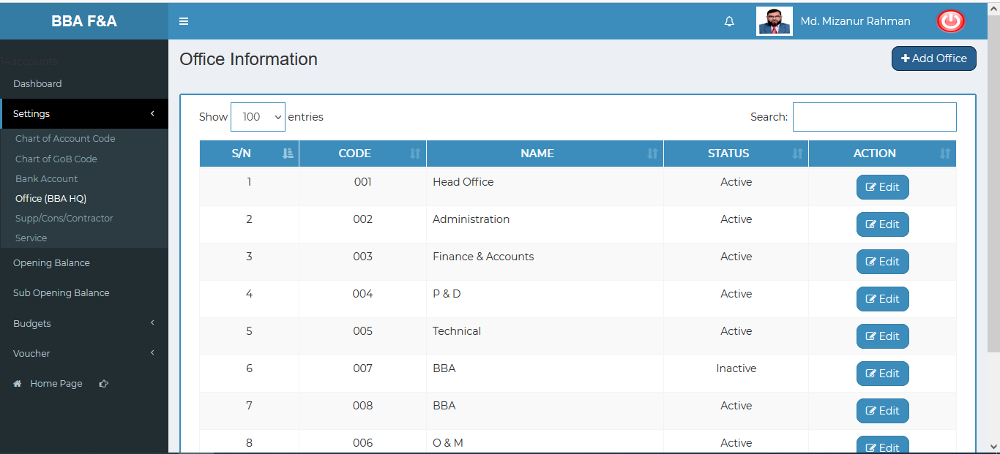 BBA F&A
Md. Mizanur Rahman
14accounts
Dashboard
Settings
Chart of Account Code
Chart of GoB Code
Bank Account
Office (BBA HQ)
Supp/Cons/Contractor
Service
Opening Balance
Sub Opening Balance
Budgets
Voucher
Home Page
Office Information
Add Office
Show 100 entries
Search:
S/N CODE NAME STATUS ACTION
1 001 Head Office Active Edit
2 002 Administration Active Edit
3 003 Finance & Accounts Active Edit
4 004 P & D Active Edit
5 005 Technical Active Edit
6 007 BBA Inactive Edit
7 008 BBA Active Edit
8 006 O & M Active Edit